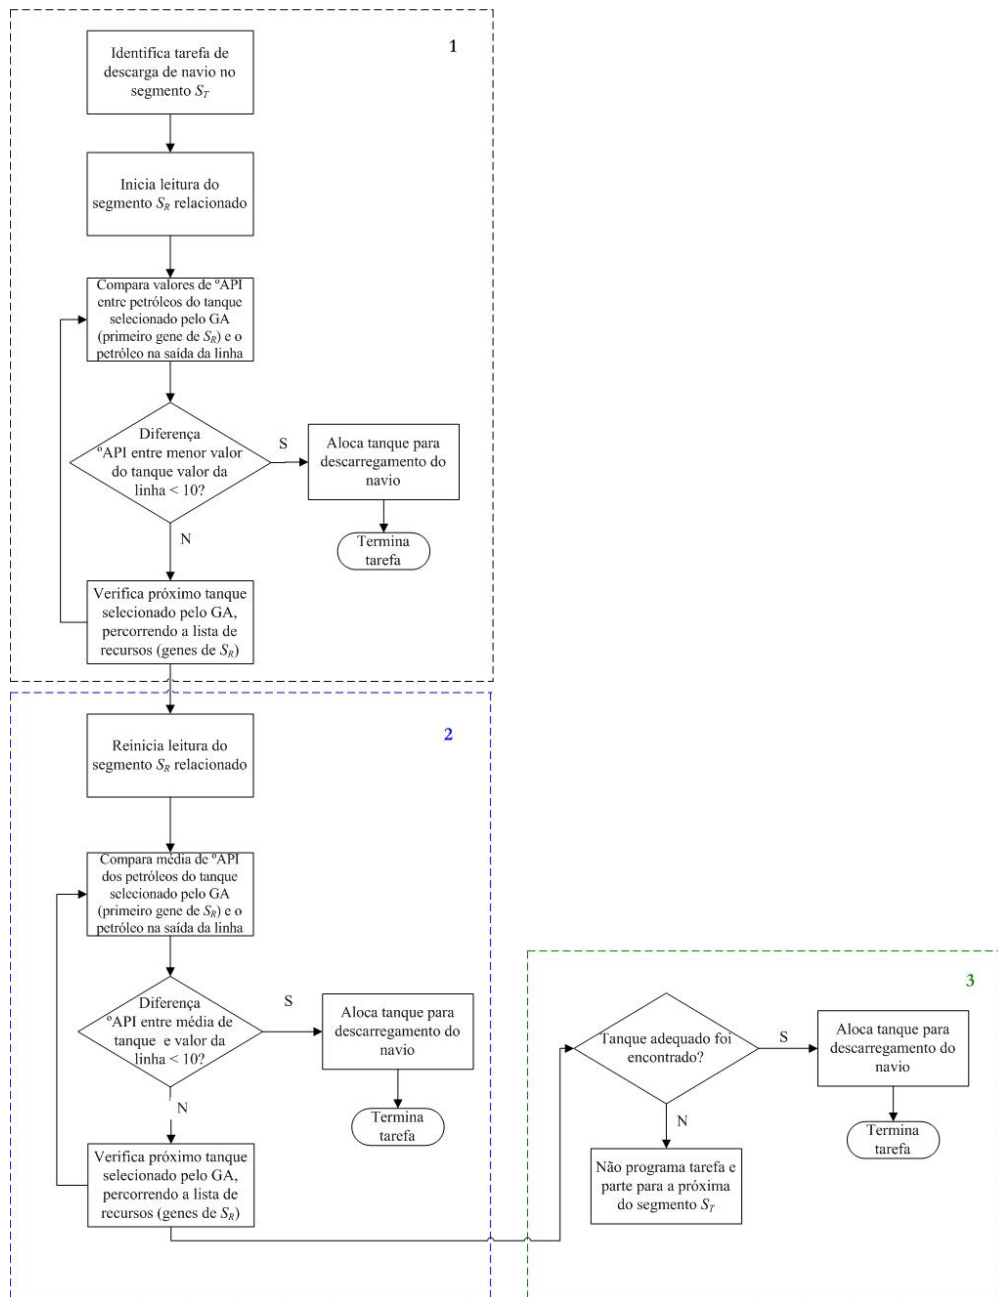 1
Identifica tarefa de
descarga de navio no
segmento S_T
Inicia leitura do
segmento S_R relacionado
Compara valores de ºAPI
entre petróleos do tanque
selecionado pelo GA
(primeiro gene de S_R) e o
petróleo na saída da linha
Diferença
ºAPI entre menor valor
do tanque valor da
linha < 10?
S
Aloca tanque para
descarregamento do
navio
Termina
tarefa
N
Verifica próximo tanque
selecionado pelo GA,
percorrendo a lista de
recursos (genes de S_R)
2
Reinicia leitura do
segmento S_R relacionado
Compara média de ºAPI
dos petróleos do tanque
selecionado pelo GA
(primeiro gene de S_R) e o
petróleo na saída da linha
Diferença
ºAPI entre média de
tanque e valor da
linha < 10?
S
Aloca tanque para
descarregamento do
navio
Termina
tarefa
N
Verifica próximo tanque
selecionado pelo GA,
percorrendo a lista de
recursos (genes de S_R)
3
Tanque adequado foi
encontrado?
S
Aloca tanque para
descarregamento do
navio
Termina
tarefa
N
Não programa tarefa e
parte para a próxima
do segmento S_T